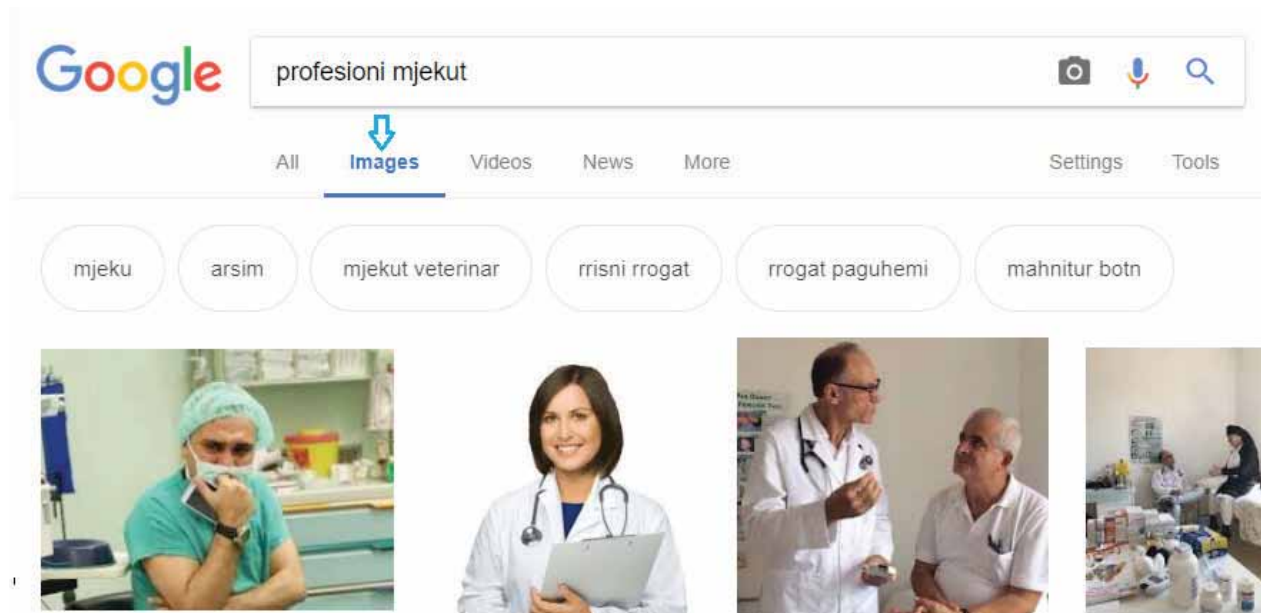 Google profesioni mjekut
All Images Videos News More Settings Tools
mjeku arsim mjekut veterinar rrisni rrogat rrogat paguhemi mahnitur botn